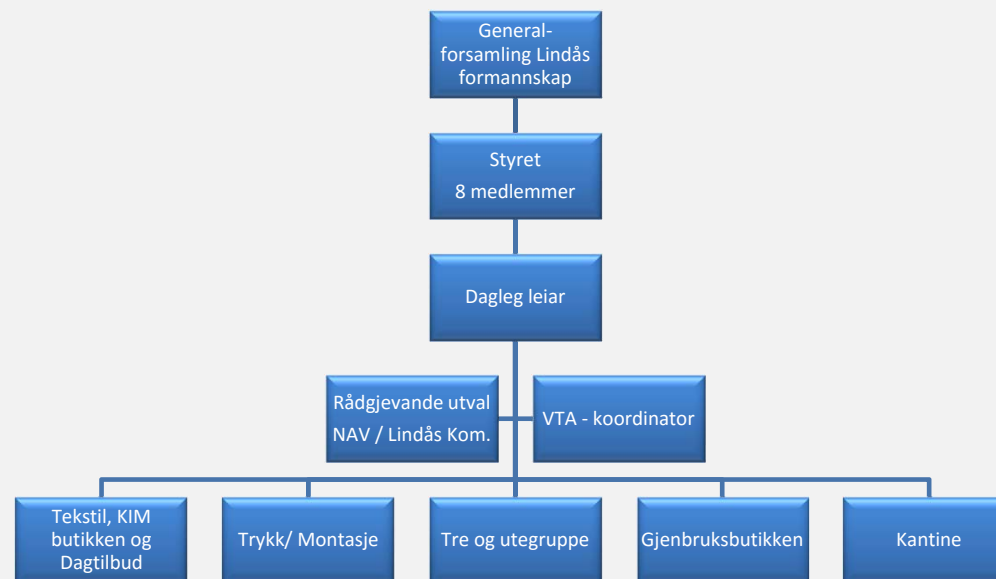 General-
forsamling Lindås
formannskap
Styret
8 medlemmer
Dagleg leiar
Rådgjevande utval
NAV / Lindås Kom.
VTA - koordinator
Tekstil, KIM
butikken og
Dagtilbud
Trykk/ Montasje
Tre og utegruppe
Gjenbruksbutikken
Kantine